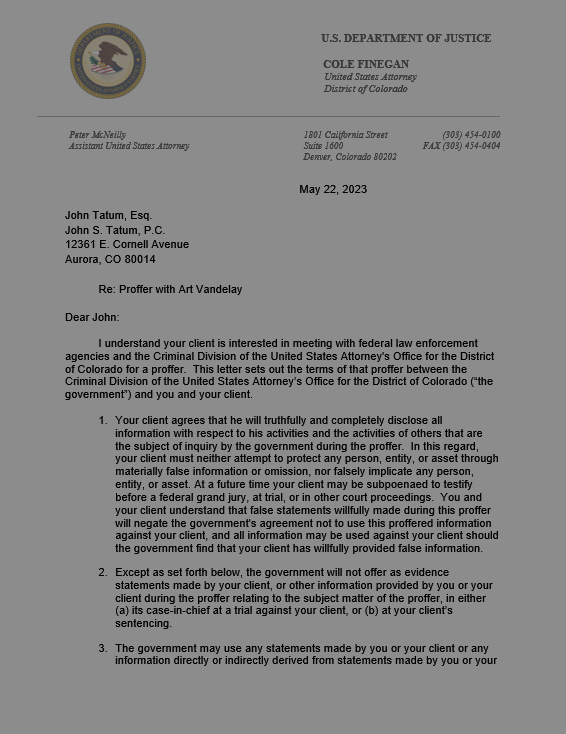 U.S. DEPARTMENT OF JUSTICE
COLE FINEGAN
United States Attorney
District of Colorado
Peter McNeilly
Assistant United States Attorney
1801 California Street
Suite 1600
Denver, Colorado 80202
(303) 454-0100
FAX (303) 454-0404
May 22, 2023
John Tatum, Esq.
John S. Tatum, P.C.
12361 E. Cornell Avenue
Aurora, CO 80014
Re: Proffer with Art Vandelay
Dear John:
I understand your client is interested in meeting with federal law enforcement
agencies and the Criminal Division of the United States Attorney's Office for the District
of Colorado for a proffer. This letter sets out the terms of that proffer between the
Criminal Division of the United States Attorney's Office for the District of Colorado ("the
government") and you and your client.
1. Your client agrees that he will truthfully and completely disclose all
information with respect to his activities and the activities of others that are
the subject of inquiry by the government during the proffer. In this regard,
your client must neither attempt to protect any person, entity, or asset through
materially false information or omission, nor falsely implicate any person,
entity, or asset. At a future time your client may be subpoenaed to testify
before a federal grand jury, at trial, or in other court proceedings. You and
your client understand that false statements willfully made during this proffer
will negate the government's agreement not to use this proffered information
against your client, and all information may be used against your client should
the government find that your client has willfully provided false information.
2. Except as set forth below, the government will not offer as evidence
statements made by your client, or other information provided by you or your
client during the proffer relating to the subject matter of the proffer, in either
(a) its case-in-chief at a trial against your client, or (b) at your client's
sentencing.
3. The government may use any statements made by you or your client or any
information directly or indirectly derived from statements made by you or your